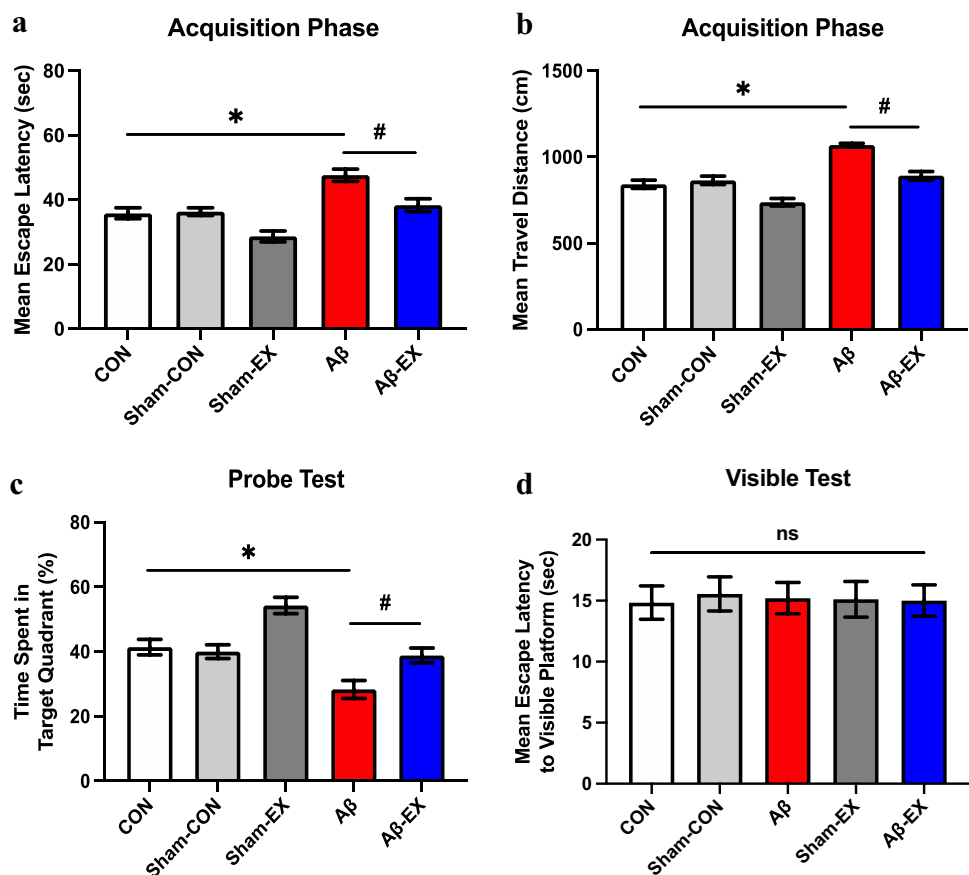 a
Acquisition Phase
Mean Escape Latency (sec)
80
60
40
20
0
*
#
CON
Sham-CON
Sham-EX
Aβ
Aβ-EX
b
Acquisition Phase
Mean Travel Distance (cm)
1500
1000
500
0
*
#
CON
Sham-CON
Sham-EX
Aβ
Aβ-EX
c
Probe Test
Time Spent in
Target Quadrant (%)
80
60
40
20
0
*
#
CON
Sham-CON
Sham-EX
Aβ
Aβ-EX
d
Visible Test
Mean Escape Latency
to Visible Platform (sec)
20
15
10
5
0
ns
CON
Sham-CON
Aβ
Sham-EX
Aβ-EX